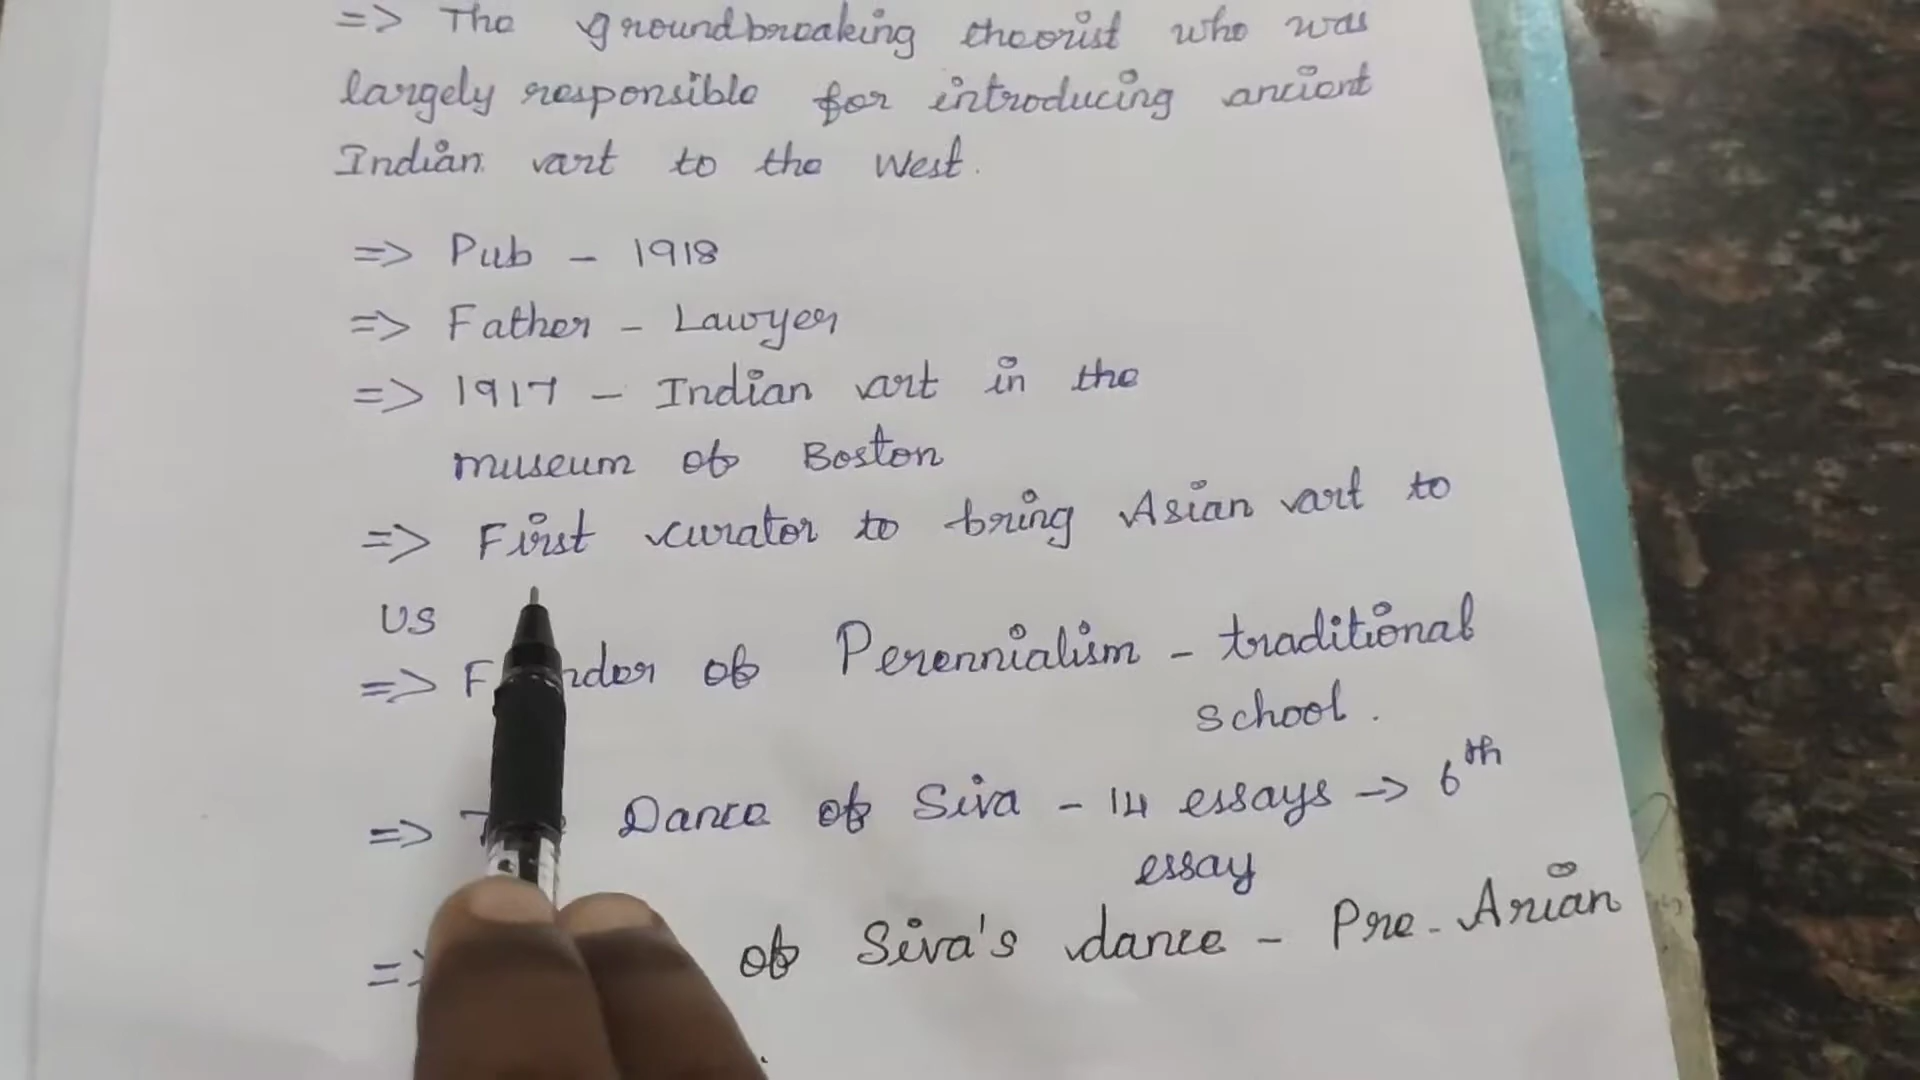 => The groundbreaking theorist who was
largely responsible for introducing ancient
Indian art to the West.
=> Pub - 1918
=> Father - Lawyer
=> 1917 - Indian art in the
museum of Boston
=> First curator to bring Asian art to
US
=> of Perennialism - traditional
school.
=> Dance of Siva - 14 essays -> 6th
essay
=> of Siva's dance - Pre-Arian